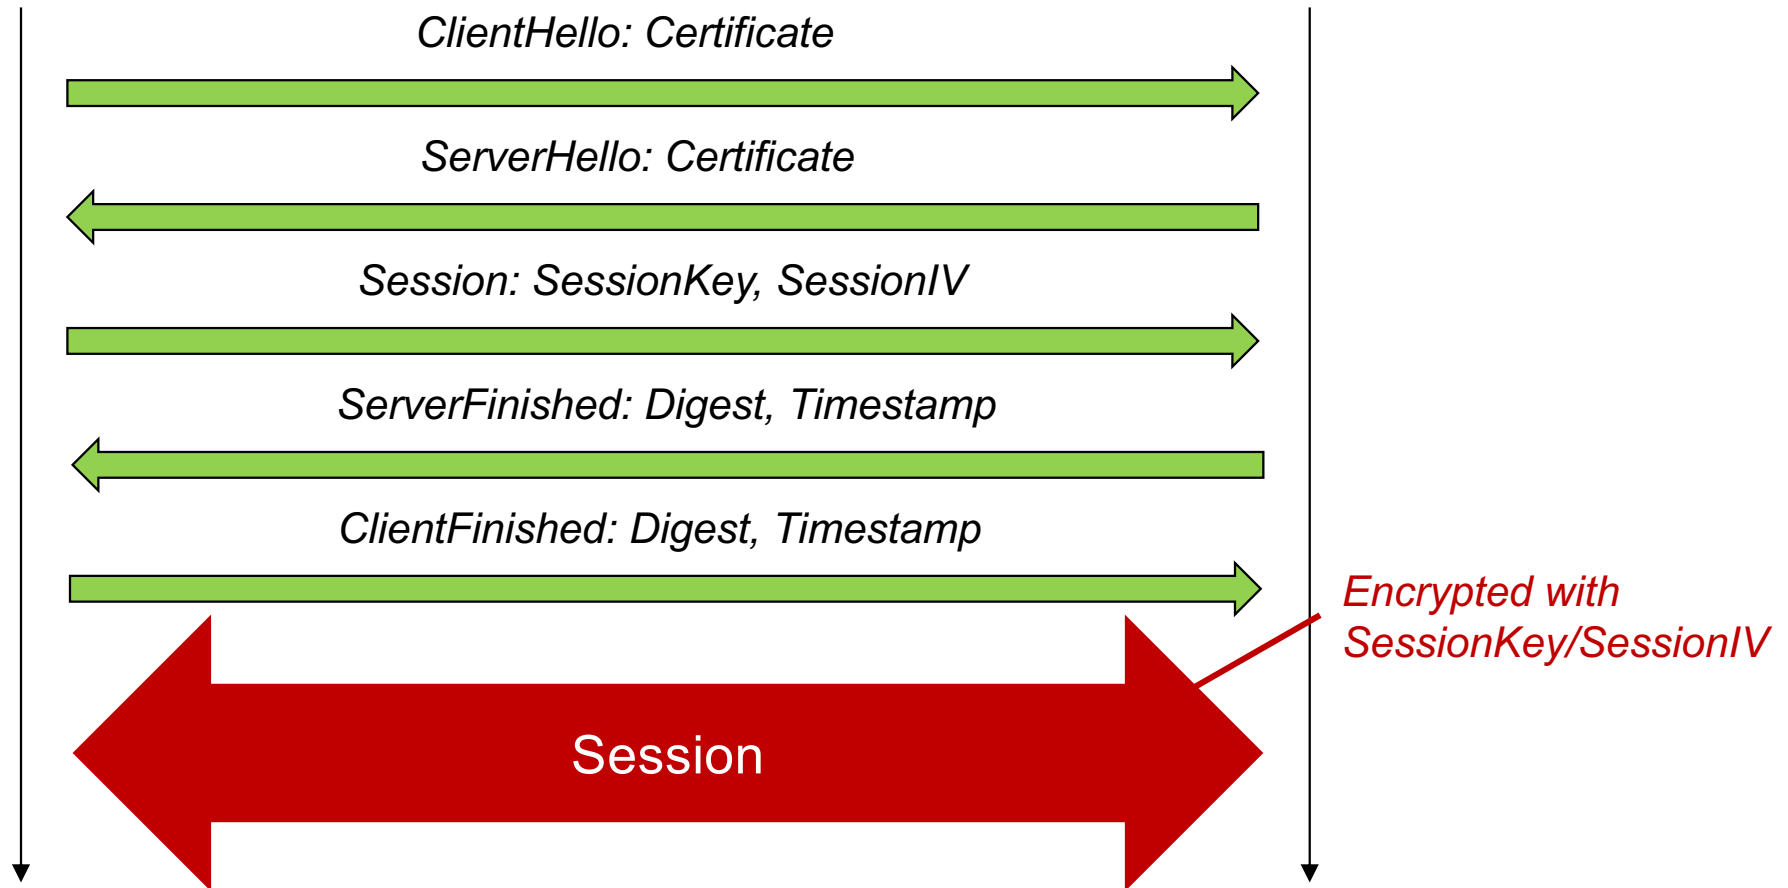 ClientHello: Certificate
ServerHello: Certificate
Session: SessionKey, SessionIV
ServerFinished: Digest, Timestamp
ClientFinished: Digest, Timestamp
Encrypted with
SessionKey/SessionIV
Session